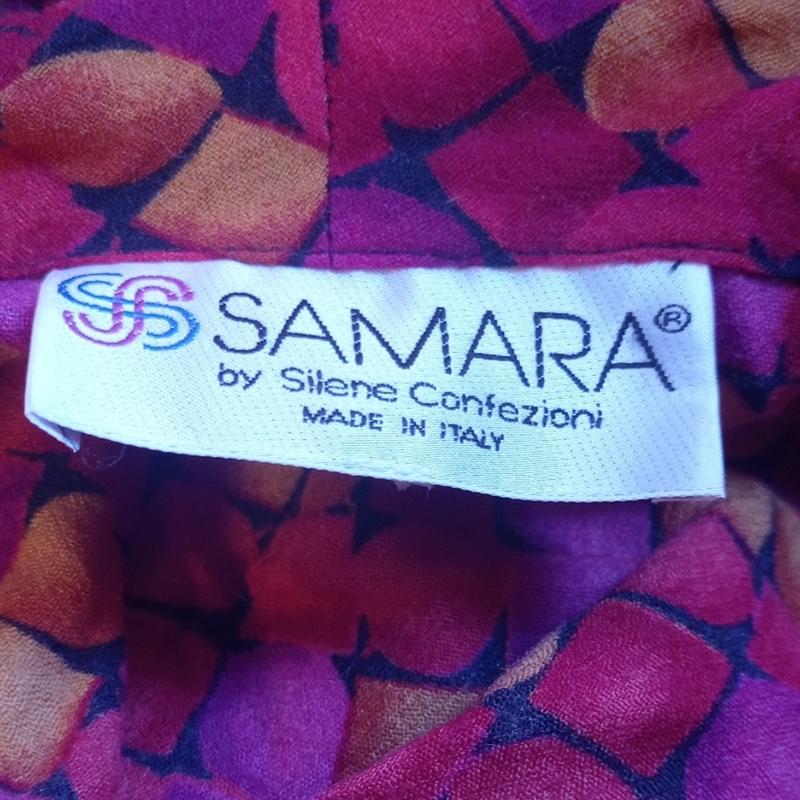 SAMARA®
by Silene Confezioni
MADE IN ITALY